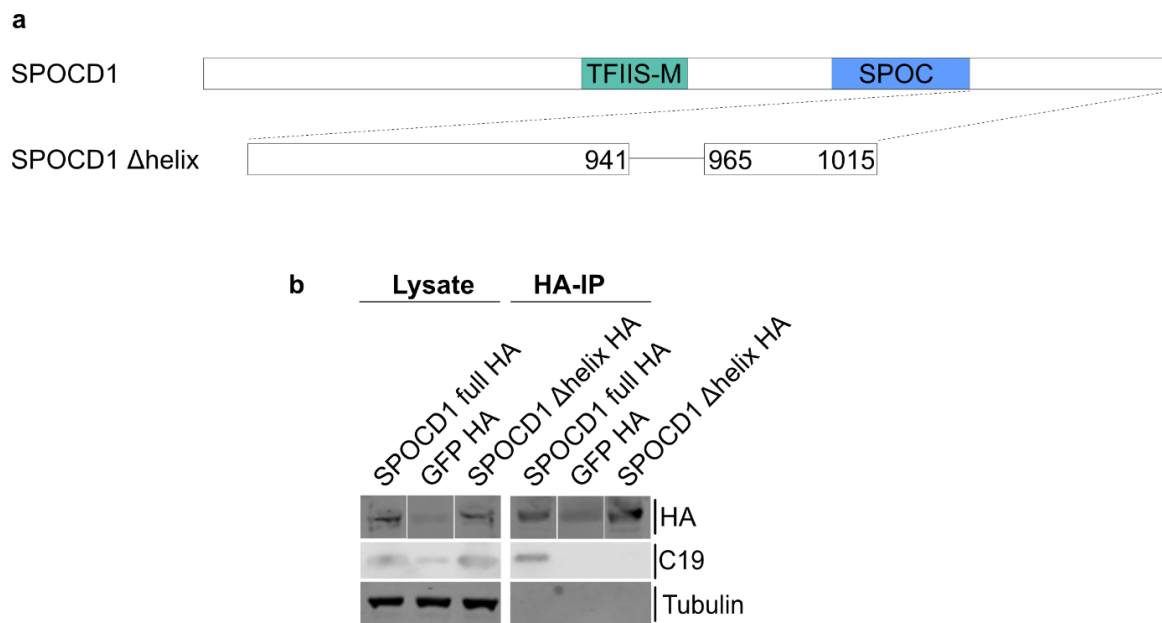 a
SPOCD1 TFIIS-M SPOC
SPOCD1 Δhelix 941 965 1015
b Lysate HA-IP
SPOCD1 full HA
GFP HA
SPOCD1 Δhelix HA
SPOCD1 full HA
GFP HA
SPOCD1 Δhelix HA
HA
C19
Tubulin